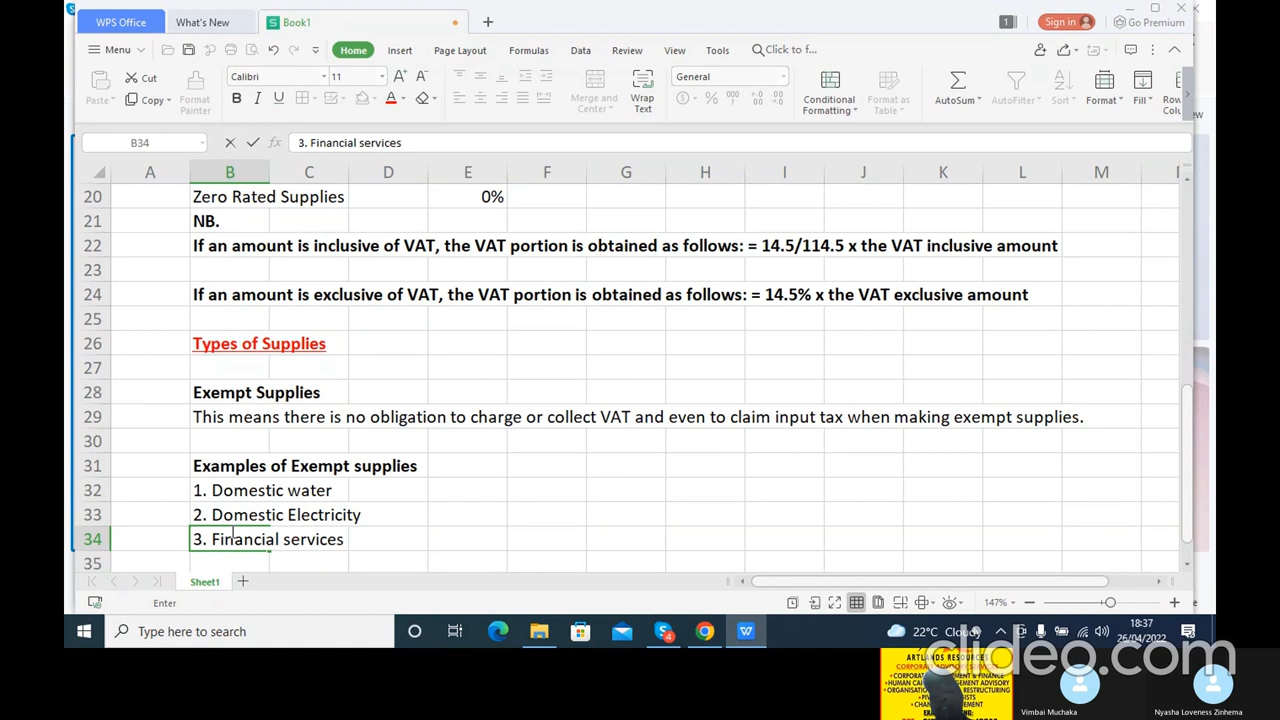 WPS Office What's New Book1 1 Sign in Go Premium
Menu Home Insert Page Layout Formulas Data Review View Tools Click to f...
Paste Cut Copy Format Painter
Calibri 11
Merge and Center Wrap Text
General
Conditional Formatting Format as Table AutoSum AutoFilter Sort Format Fill
B34 3. Financial services
A B C D E F G H I J K L M
20 Zero Rated Supplies 0%
21 NB.
22 If an amount is inclusive of VAT, the VAT portion is obtained as follows: = 14.5/114.5 x the VAT inclusive amount
23
24 If an amount is exclusive of VAT, the VAT portion is obtained as follows: = 14.5% x the VAT exclusive amount
25
26 Types of Supplies
27
28 Exempt Supplies
29 This means there is no obligation to charge or collect VAT and even to claim input tax when making exempt supplies.
30
31 Examples of Exempt supplies
32 1. Domestic water
33 2. Domestic Electricity
34 3. Financial services
35
Sheet1
Enter 147%
Type here to search 22°C Cloudy 18:37
26/04/2022
clideo.com
ARTLANDS RESOURCES
Vimbai Muchaka Nyasha Loveness Zinhema